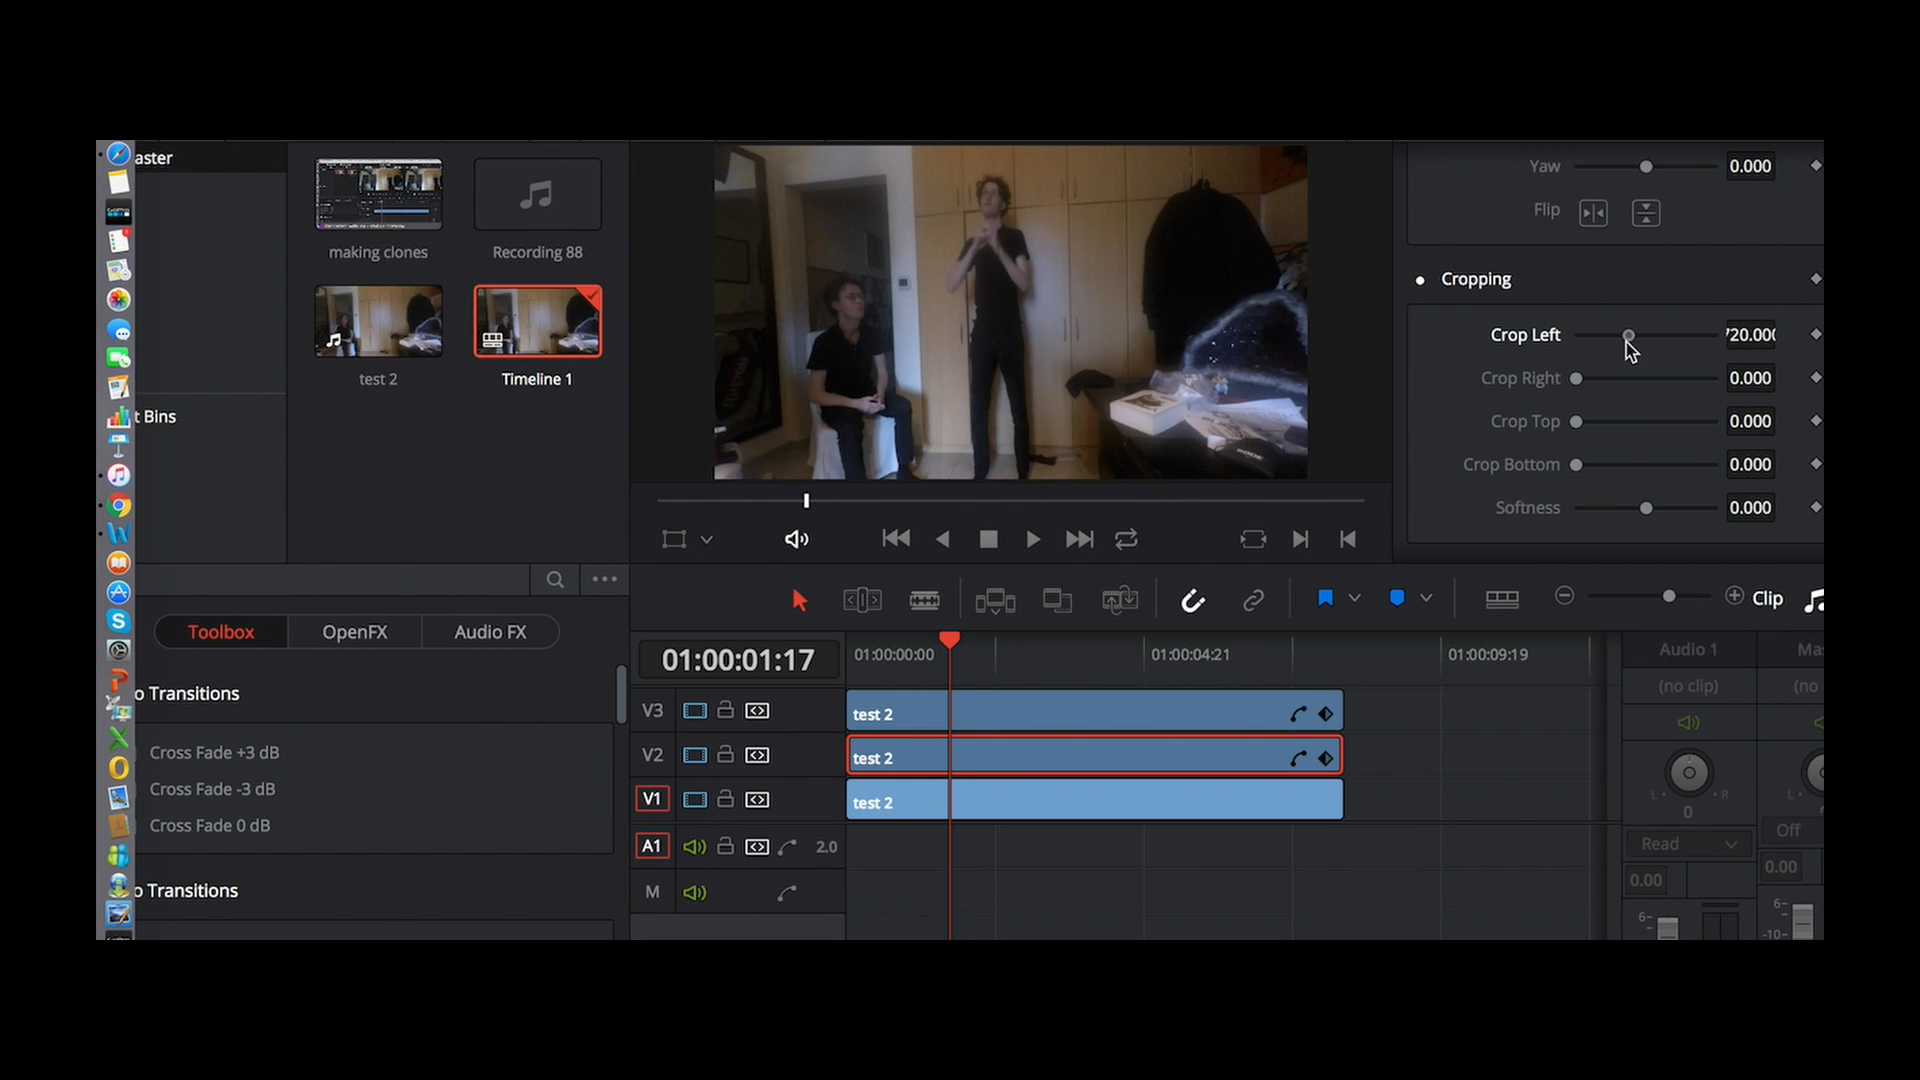 aster
making clones
Recording 88
test 2
Timeline 1
t Bins
Yaw 0.000
Flip
Cropping
Crop Left 720.000
Crop Right 0.000
Crop Top 0.000
Crop Bottom 0.000
Softness 0.000
Clip
Toolbox
OpenFX
Audio FX
o Transitions
Cross Fade +3 dB
Cross Fade -3 dB
Cross Fade 0 dB
o Transitions
01:00:01:17
01:00:00:00
01:00:04:21
01:00:09:19
V3
test 2
V2
test 2
V1
test 2
A1
2.0
M
Audio 1
Ma
(no clip)
(no
L R
L
0
Off
Read
0.00
0.00
6-
6-
-10-
RODE